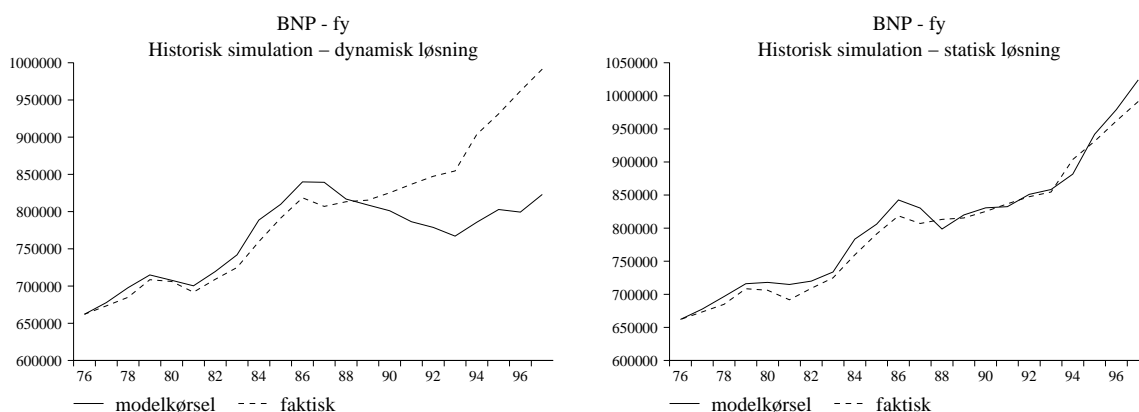 BNP - fy
Historisk simulation – dynamisk løsning
1000000
950000
900000
850000
800000
750000
700000
650000
600000
76 78 80 82 84 86 88 90 92 94 96
modelkørsel faktisk
BNP - fy
Historisk simulation – statisk løsning
1050000
1000000
950000
900000
850000
800000
750000
700000
650000
600000
76 78 80 82 84 86 88 90 92 94 96
modelkørsel faktisk